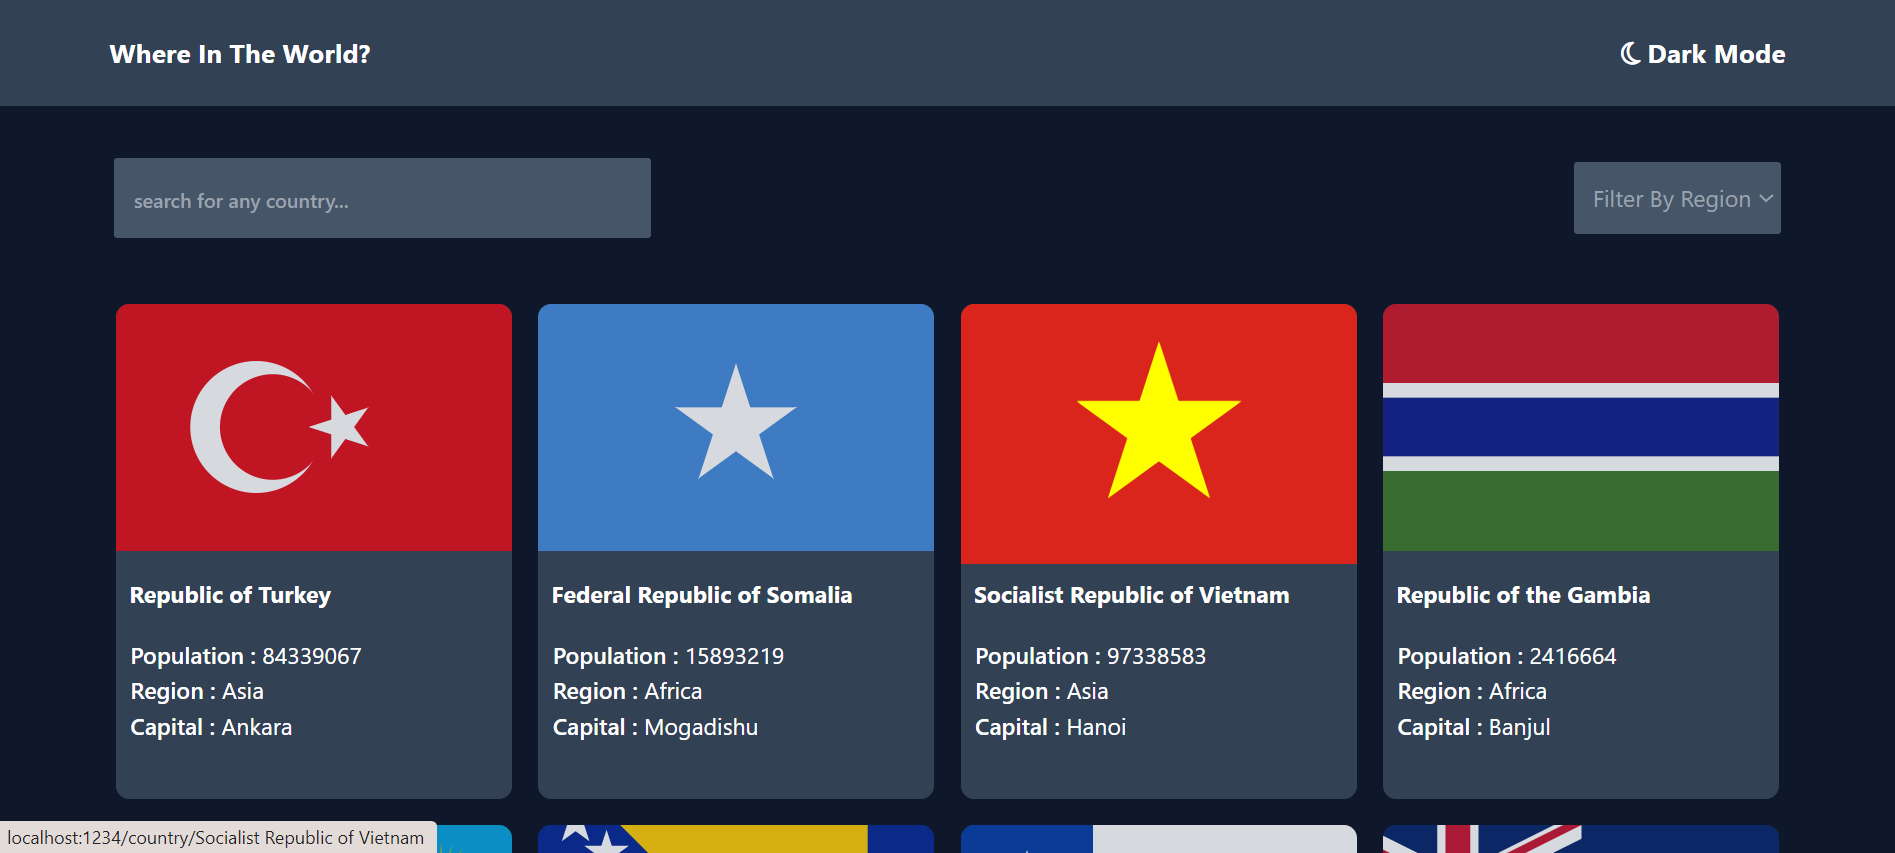 Where In The World?
Dark Mode
search for any country...
Filter By Region
Republic of Turkey
Population : 84339067
Region : Asia
Capital : Ankara
Federal Republic of Somalia
Population : 15893219
Region : Africa
Capital : Mogadishu
Socialist Republic of Vietnam
Population : 97338583
Region : Asia
Capital : Hanoi
Republic of the Gambia
Population : 2416664
Region : Africa
Capital : Banjul
localhost:1234/country/Socialist Republic of Vietnam